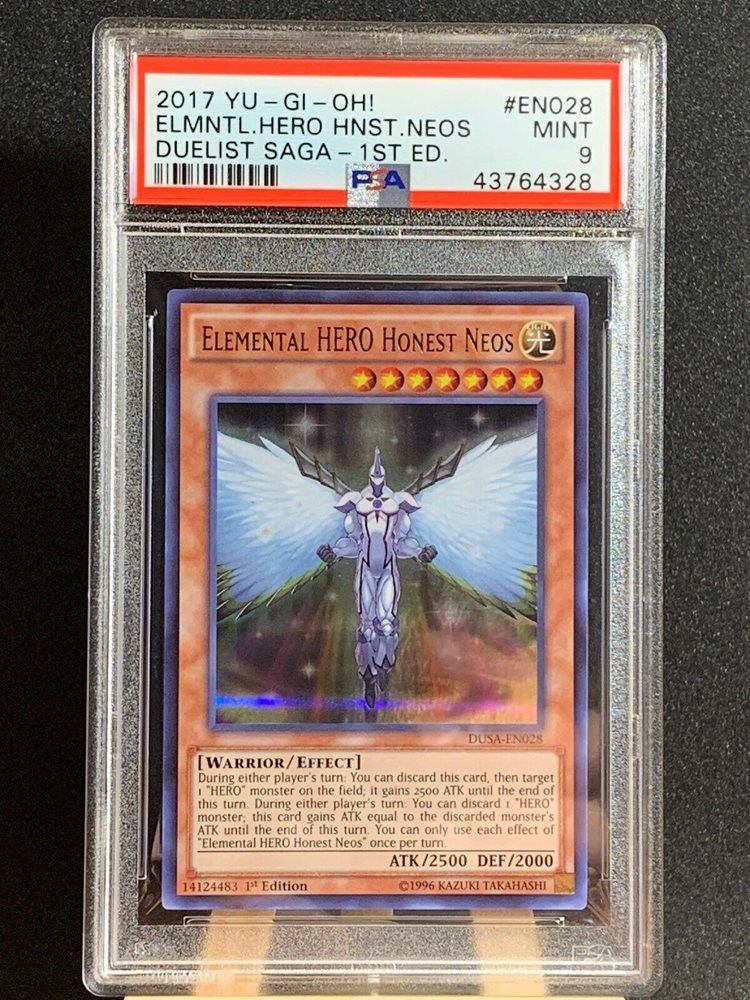 2017 YU-GI-OH! #EN028
ELMNTL.HERO HNST.NEOS MINT
DUELIST SAGA-1ST ED. 9
PSA 43764328
ELEMENTAL HERO HONEST NEOS
LIGHT
光
DUSA-EN028
[WARRIOR/EFFECT]
During either player's turn: You can discard this card, then target
1 "HERO" monster on the field; it gains 2500 ATK until the end of
this turn. During either player's turn: You can discard 1 "HERO"
monster; this card gains ATK equal to the discarded monster's
ATK until the end of this turn. You can only use each effect of
"Elemental HERO Honest Neos" once per turn.
ATK/2500 DEF/2000
14124483 1st Edition ©1996 KAZUKI TAKAHASHI
PSA